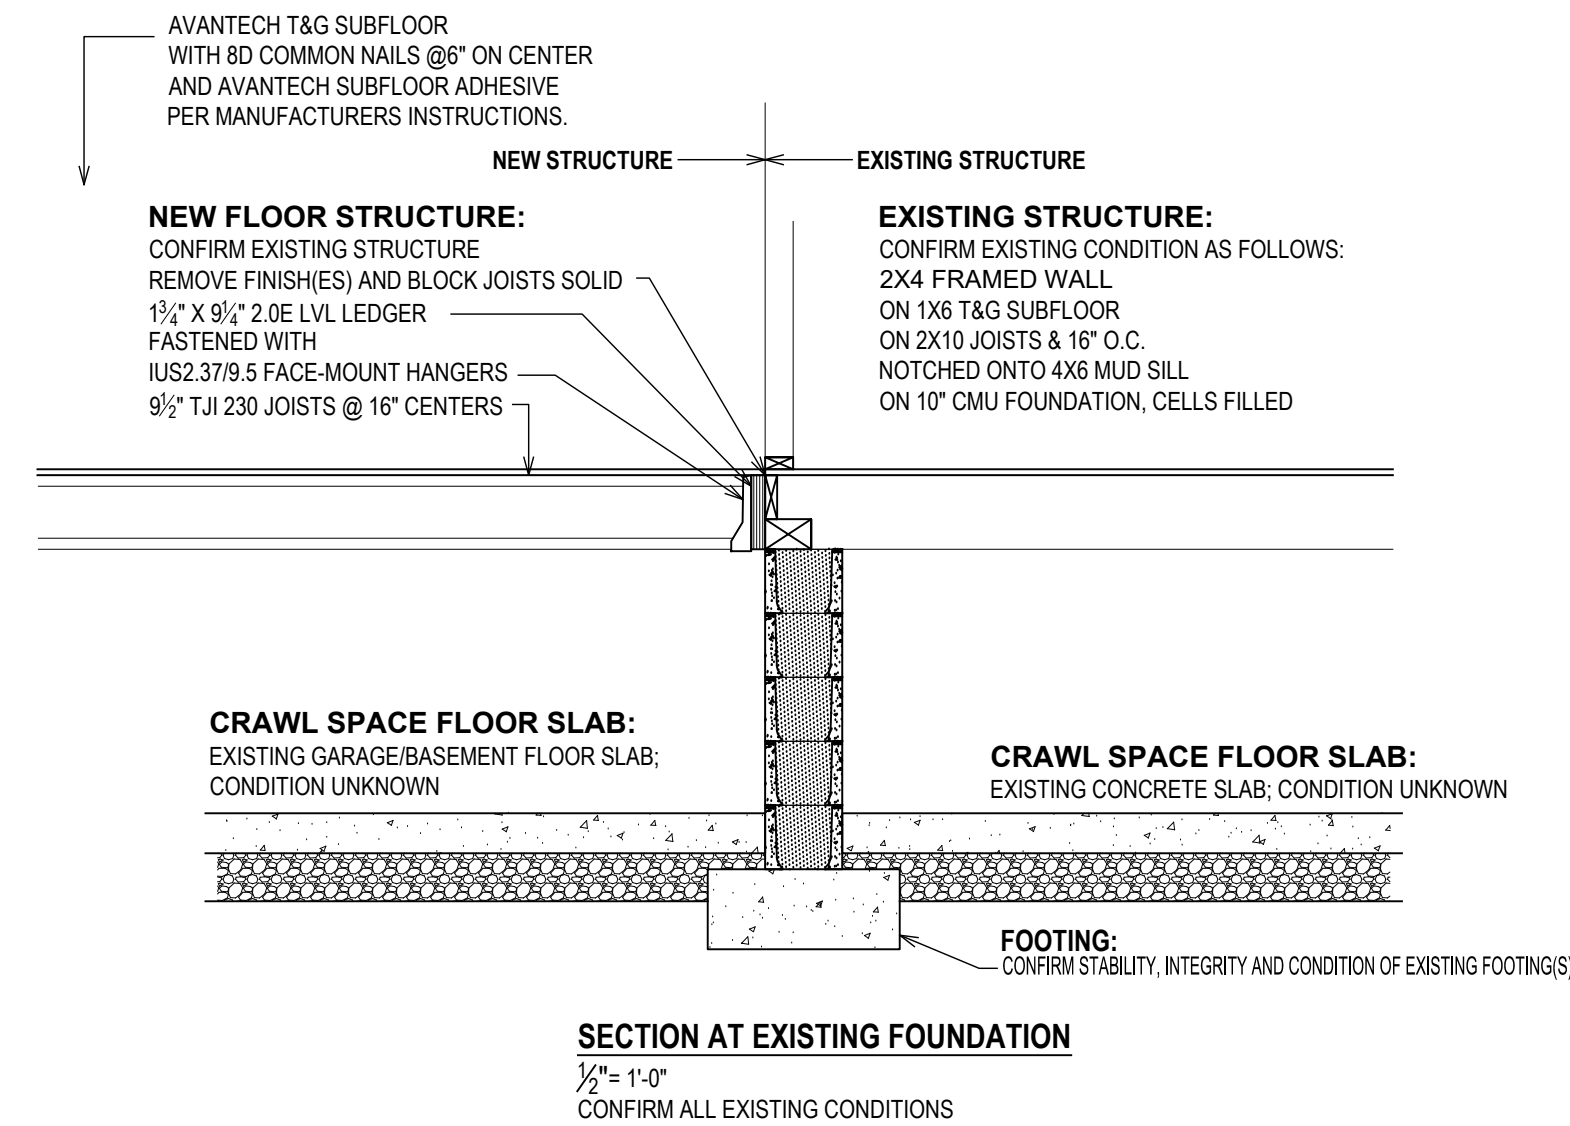 AVANTECH T&G SUBFLOOR
WITH 8D COMMON NAILS @6" ON CENTER
AND AVANTECH SUBFLOOR ADHESIVE
PER MANUFACTURERS INSTRUCTIONS.
NEW STRUCTURE
EXISTING STRUCTURE
NEW FLOOR STRUCTURE:
CONFIRM EXISTING STRUCTURE
REMOVE FINISH(ES) AND BLOCK JOISTS SOLID
1 3/4" X 9 1/4" 2.0E LVL LEDGER
FASTENED WITH
IUS2.37/9.5 FACE-MOUNT HANGERS
9 1/2" TJI 230 JOISTS @ 16" CENTERS
EXISTING STRUCTURE:
CONFIRM EXISTING CONDITION AS FOLLOWS:
2X4 FRAMED WALL
ON 1X6 T&G SUBFLOOR
ON 2X10 JOISTS & 16" O.C.
NOTCHED ONTO 4X6 MUD SILL
ON 10" CMU FOUNDATION, CELLS FILLED
CRAWL SPACE FLOOR SLAB:
EXISTING GARAGE/BASEMENT FLOOR SLAB;
CONDITION UNKNOWN
CRAWL SPACE FLOOR SLAB:
EXISTING CONCRETE SLAB; CONDITION UNKNOWN
FOOTING:
CONFIRM STABILITY, INTEGRITY AND CONDITION OF EXISTING FOOTING(S)
SECTION AT EXISTING FOUNDATION
1/2"= 1'-0"
CONFIRM ALL EXISTING CONDITIONS